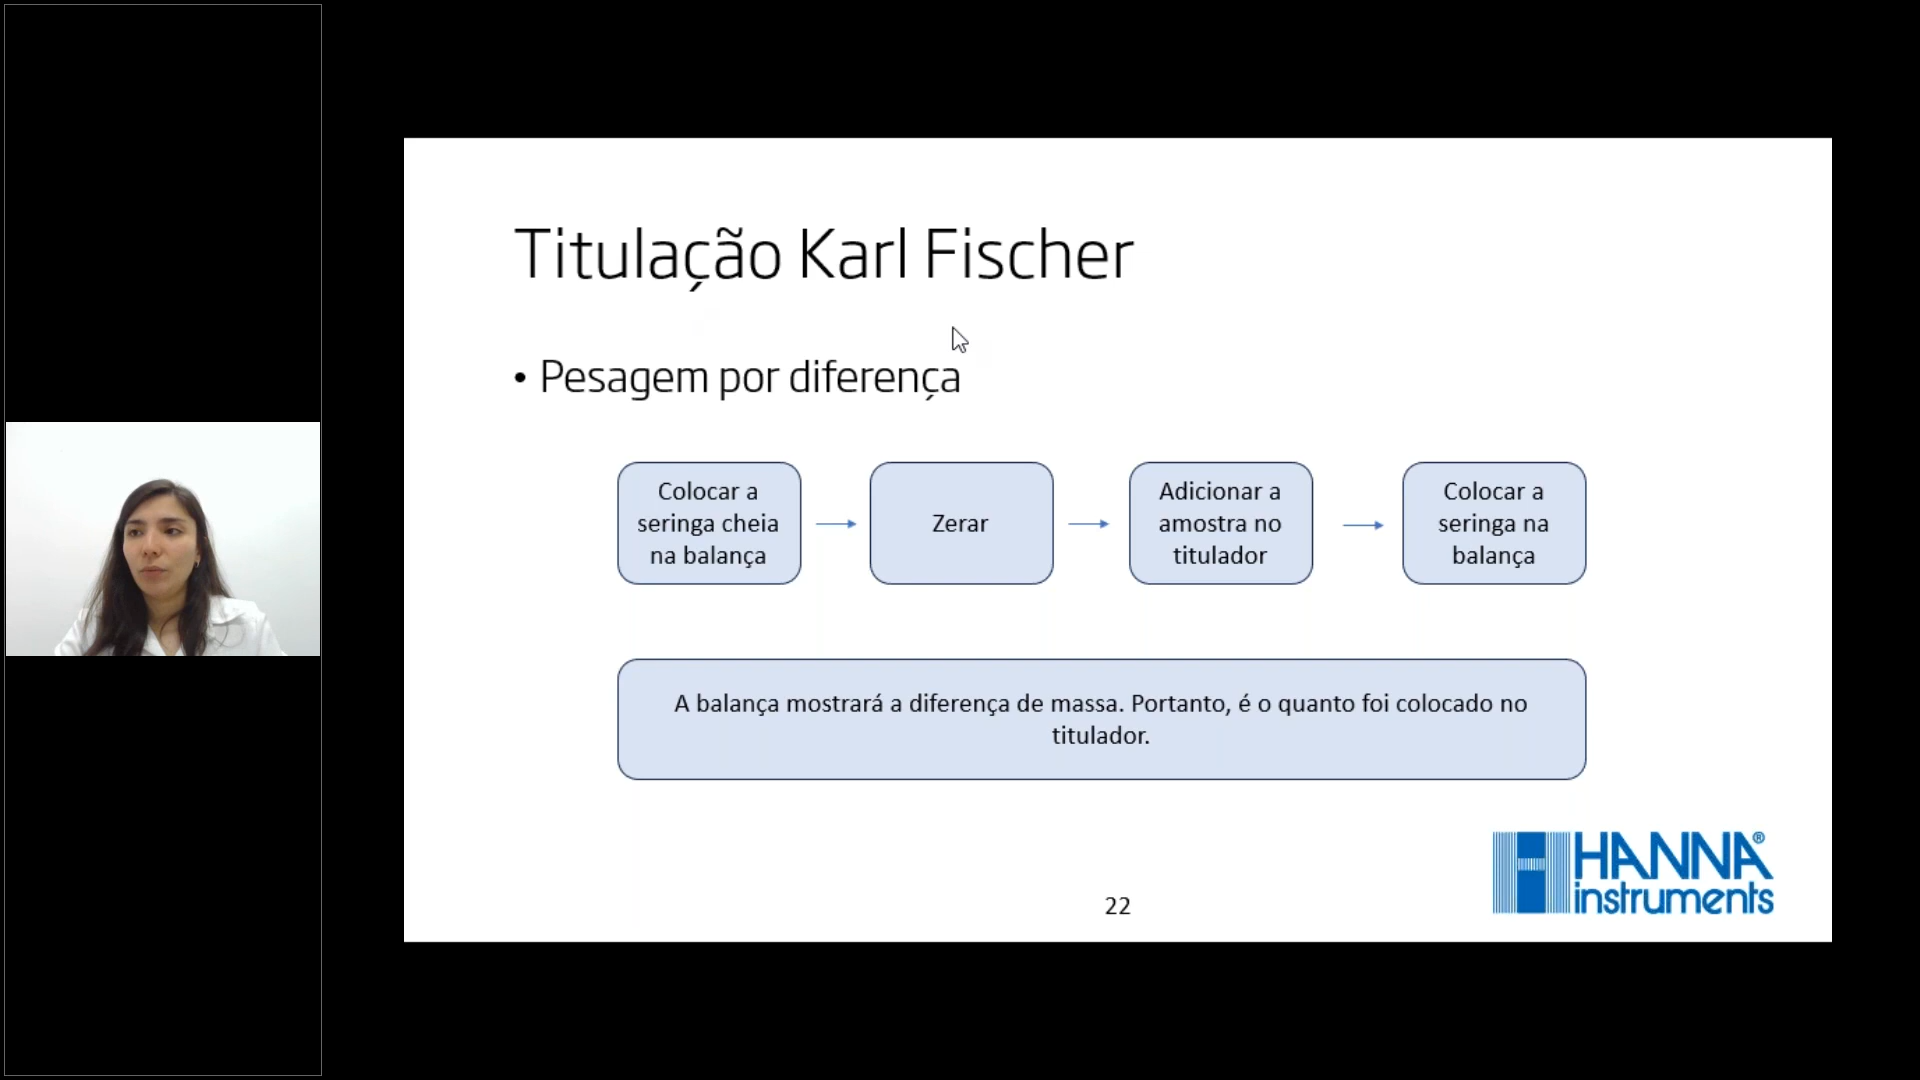 Titulação Karl Fischer
• Pesagem por diferença
Colocar a
seringa cheia
na balança
Zerar
Adicionar a
amostra no
titulador
Colocar a
seringa na
balança
A balança mostrará a diferença de massa. Portanto, é o quanto foi colocado no
titulador.
HANNA®
instruments
22